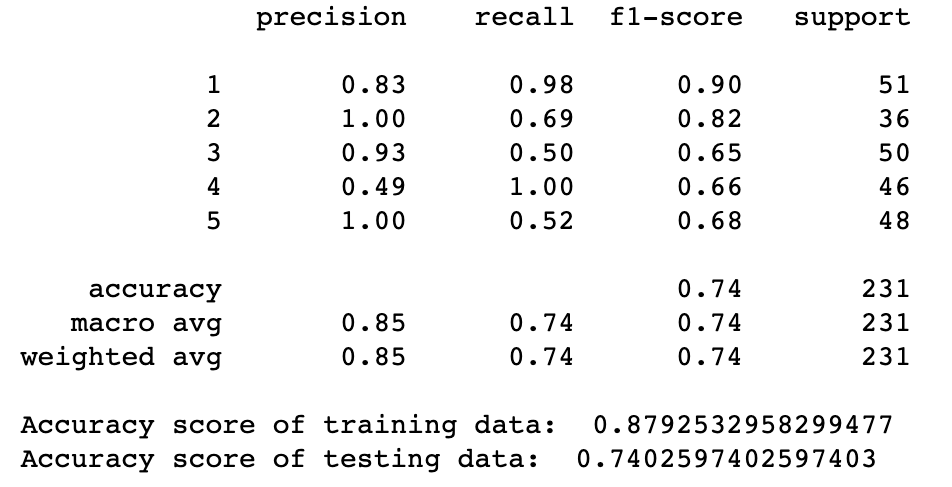 precision recall f1-score support
1 0.83 0.98 0.90 51
2 1.00 0.69 0.82 36
3 0.93 0.50 0.65 50
4 0.49 1.00 0.66 46
5 1.00 0.52 0.68 48
accuracy 0.74 231
macro avg 0.85 0.74 0.74 231
weighted avg 0.85 0.74 0.74 231
Accuracy score of training data: 0.8792532958299477
Accuracy score of testing data: 0.7402597402597403